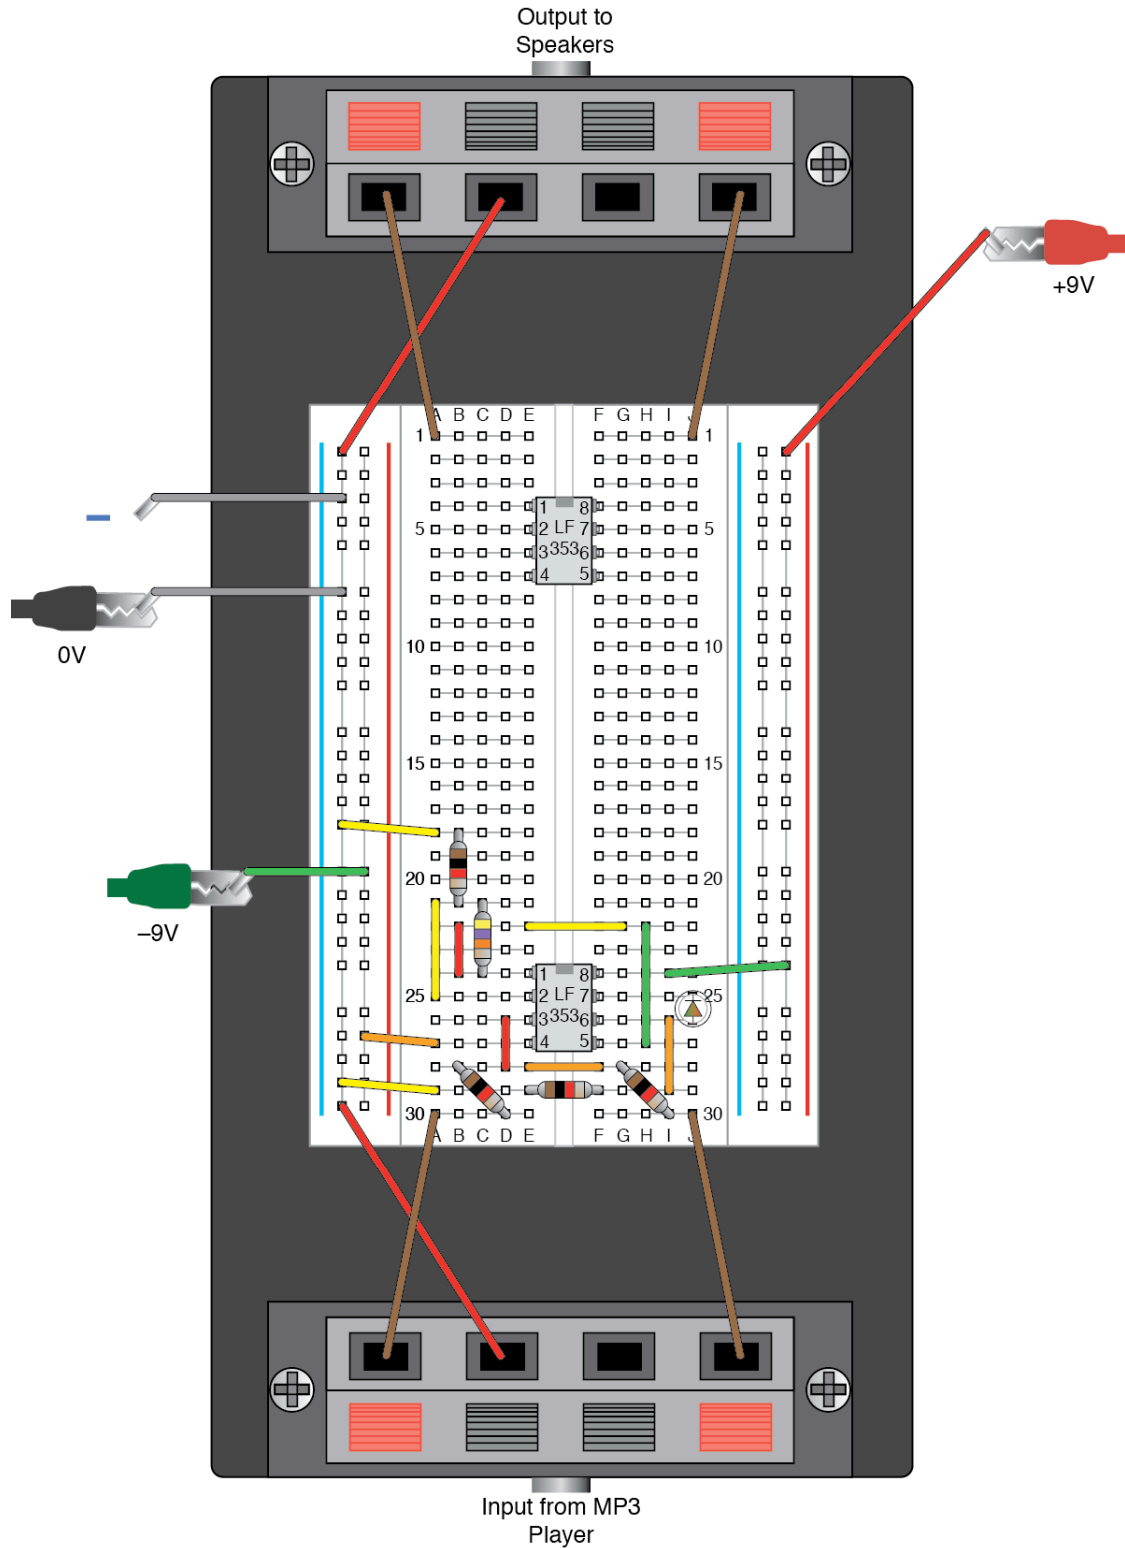 Output to
Speakers
+9V
A B C D E F G H I J
1 1
1 8
5 2 LF 7 5
3 353 6
4 5
0V
10 10
15 15
20 20
–9V
1 8
25 2 LF 7 25
3 353 6
4 5
30 30
A B C D E F G H I J
Input from MP3
Player